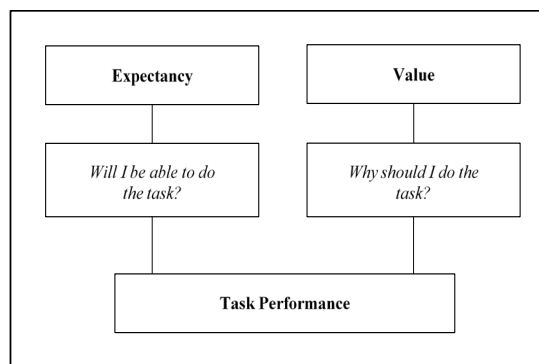 Expectancy
Value
Will I be able to do
the task?
Why should I do the
task?
Task Performance